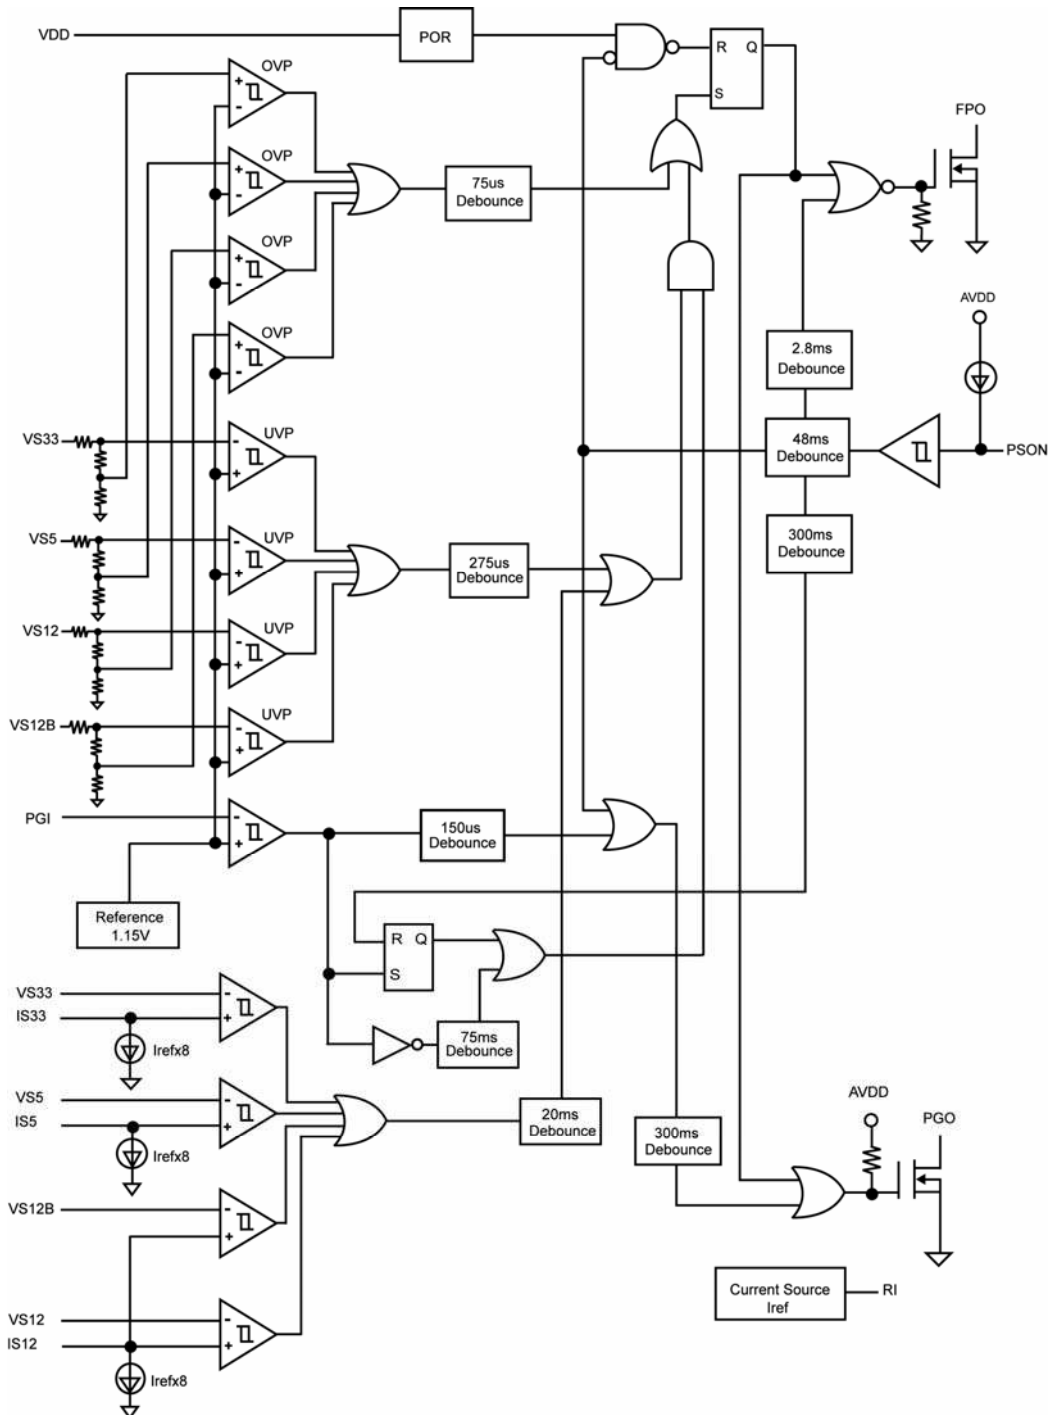 VDD
POR
R Q
S
OVP
+
-
FPO
OVP
+
-
75us
Debounce
OVP
+
-
AVDD
OVP
+
-
2.8ms
Debounce
VS33
UVP
-
+
48ms
Debounce
PSON
VS5
UVP
-
+
275us
Debounce
300ms
Debounce
VS12
UVP
-
+
VS12B
UVP
-
+
PGI
-
+
150us
Debounce
Reference
1.15V
R Q
S
VS33
-
IS33
+
Irefx8
75ms
Debounce
VS5
-
IS5
+
Irefx8
20ms
Debounce
300ms
Debounce
AVDD
PGO
VS12B
-
+
Current Source
Iref
RI
VS12
-
IS12
+
Irefx8